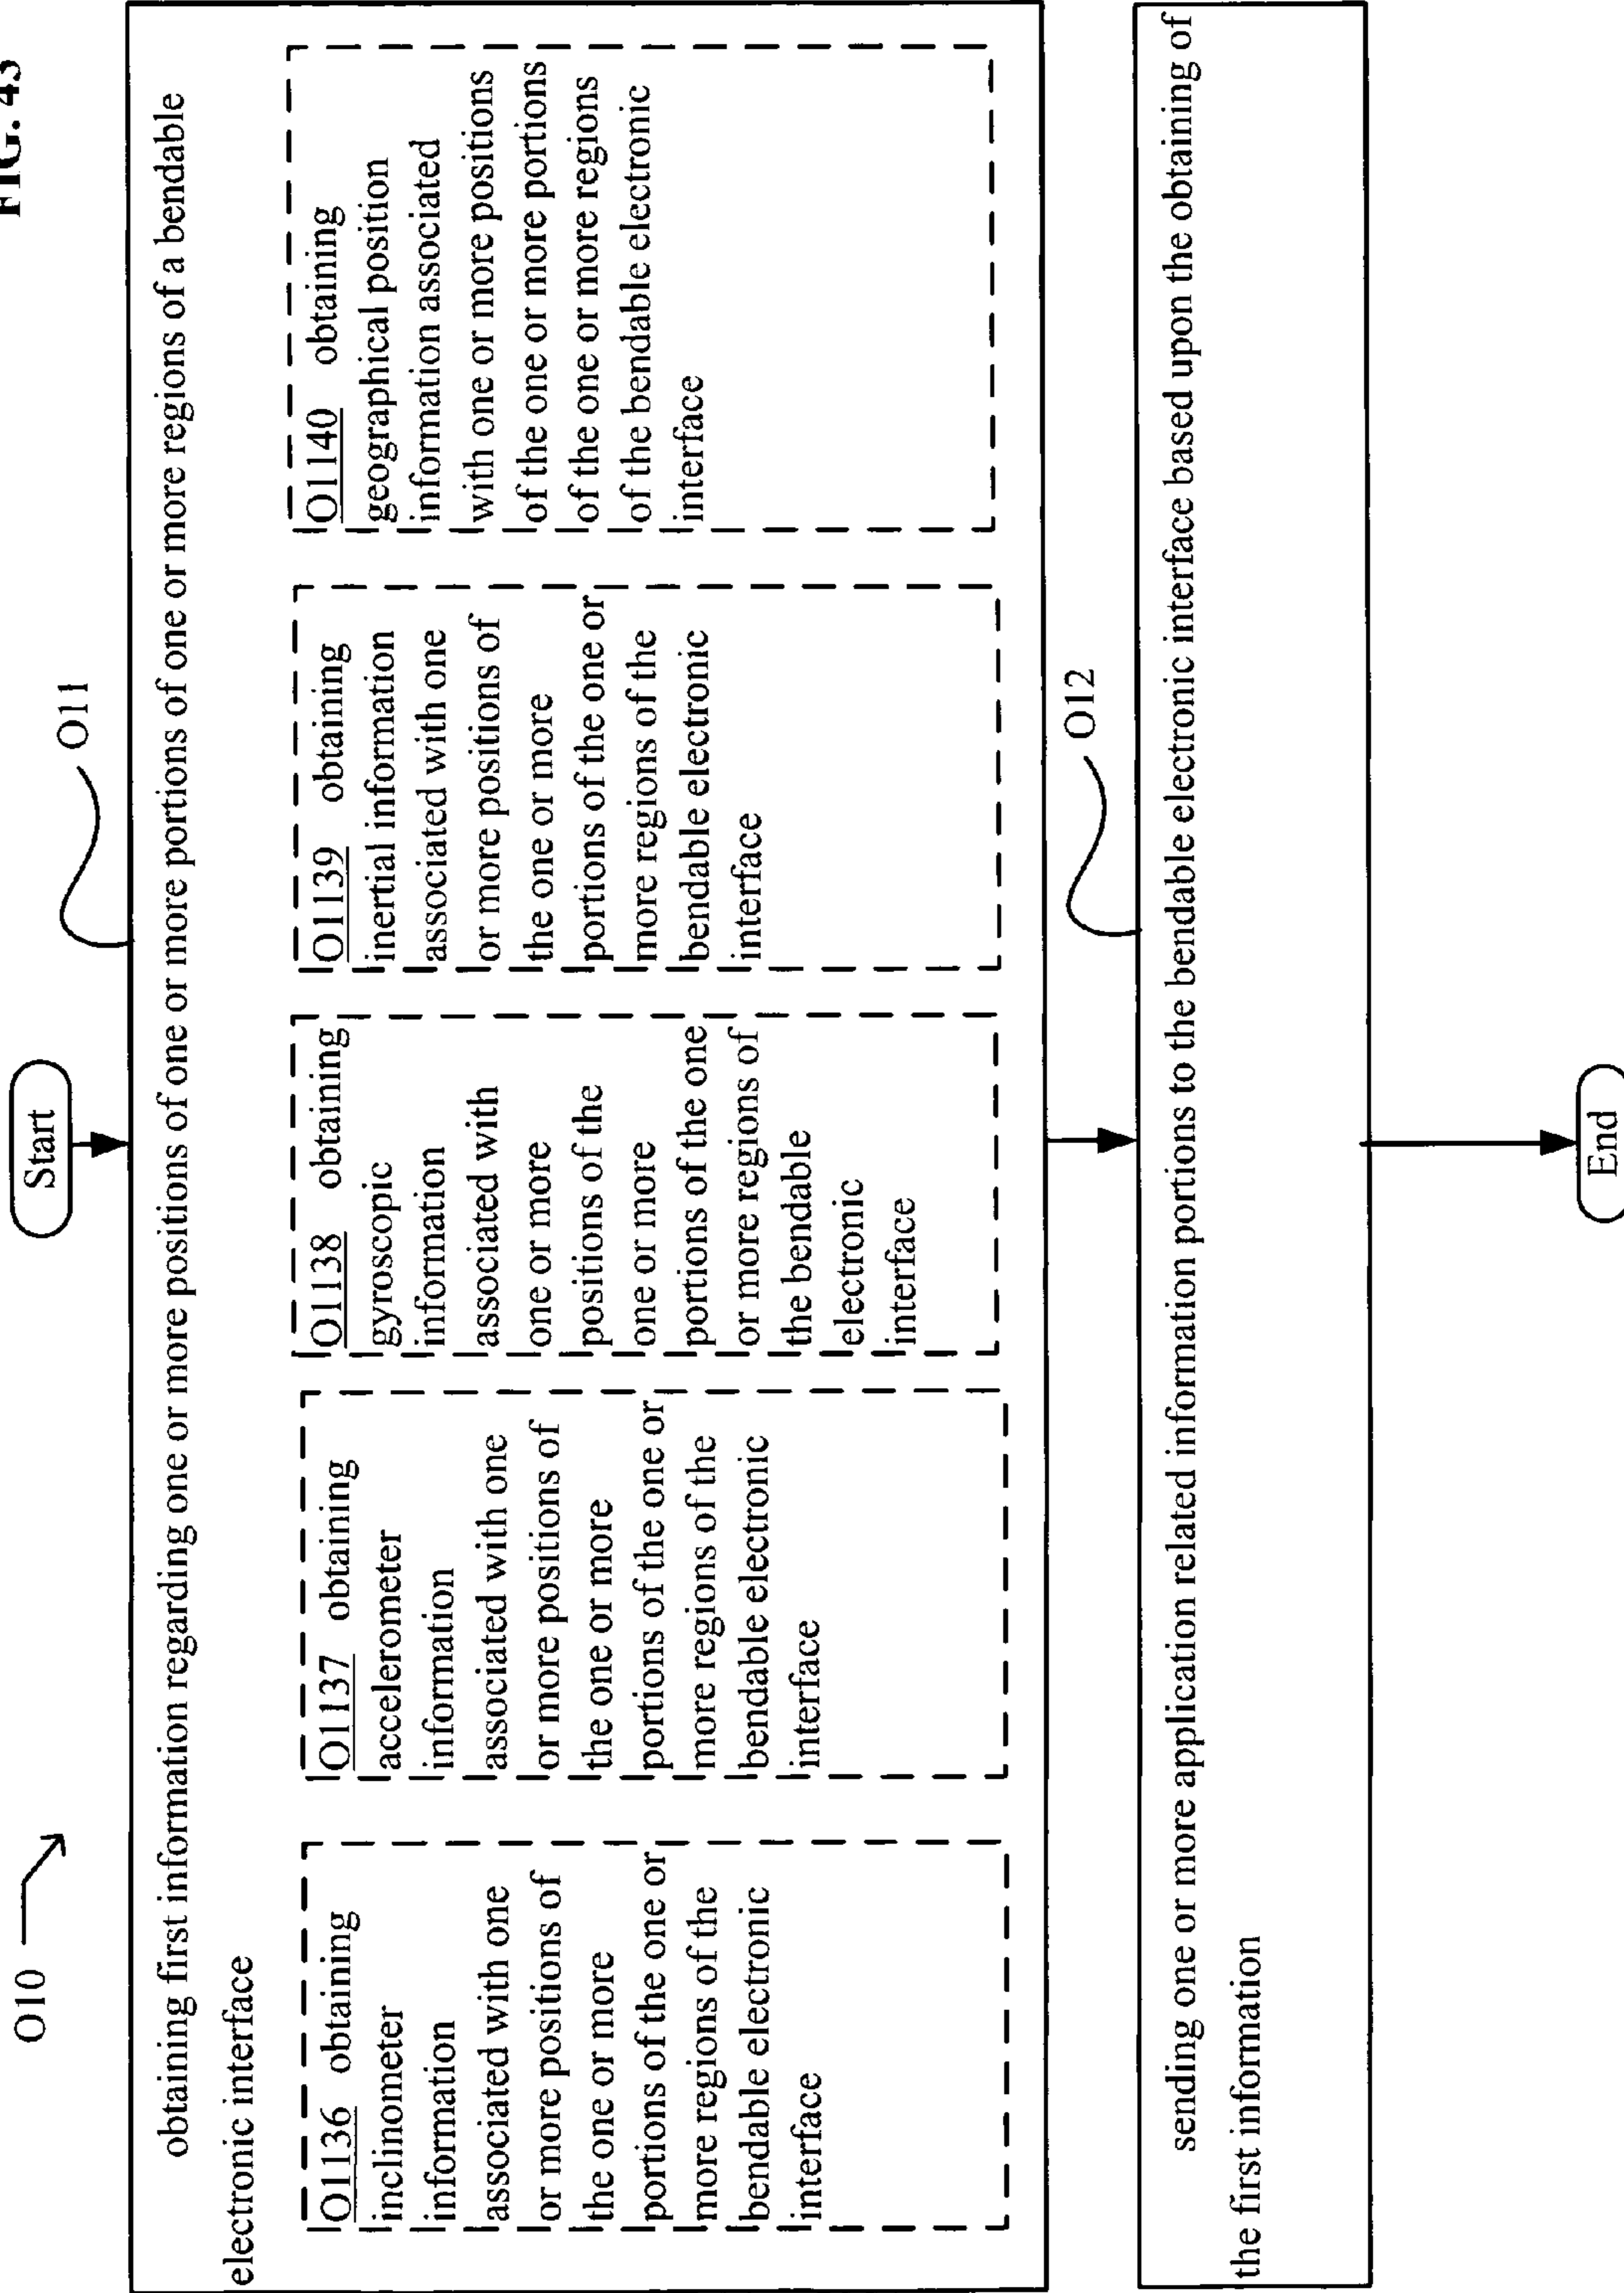 FIG. 43
O10
Start
O11
obtaining first information regarding one or more positions of one or more portions of one or more regions of a bendable
electronic interface
O1136 obtaining
inclinometer
information
associated with one
or more positions of
the one or more
portions of the one or
more regions of the
bendable electronic
interface
O1137 obtaining
accelerometer
information
associated with one
or more positions of
the one or more
portions of the one or
more regions of the
bendable electronic
interface
O1138 obtaining
gyroscopic
information
associated with
one or more
positions of the
one or more
portions of the one
or more regions of
the bendable
electronic
interface
O1139 obtaining
inertial information
associated with one
or more positions of
the one or more
portions of the one or
more regions of the
bendable electronic
interface
O1140 obtaining
geographical position
information associated
with one or more positions
of the one or more portions
of the one or more regions
of the bendable electronic
interface
O12
sending one or more application related information portions to the bendable electronic interface based upon the obtaining of
the first information
End